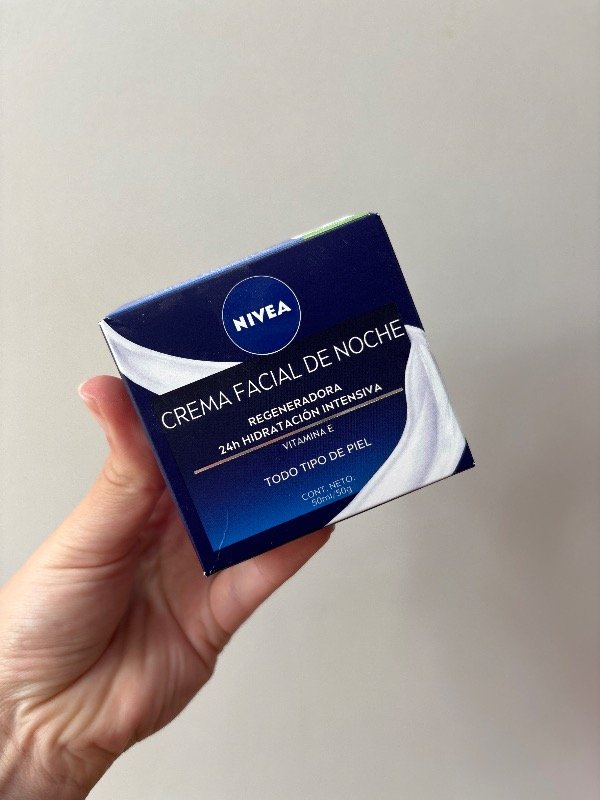 NIVEA
CREMA FACIAL DE NOCHE
REGENERADORA
24h HIDRATACIÓN INTENSIVA
VITAMINA E
TODO TIPO DE PIEL
CONT. NETO.
50ml/50g